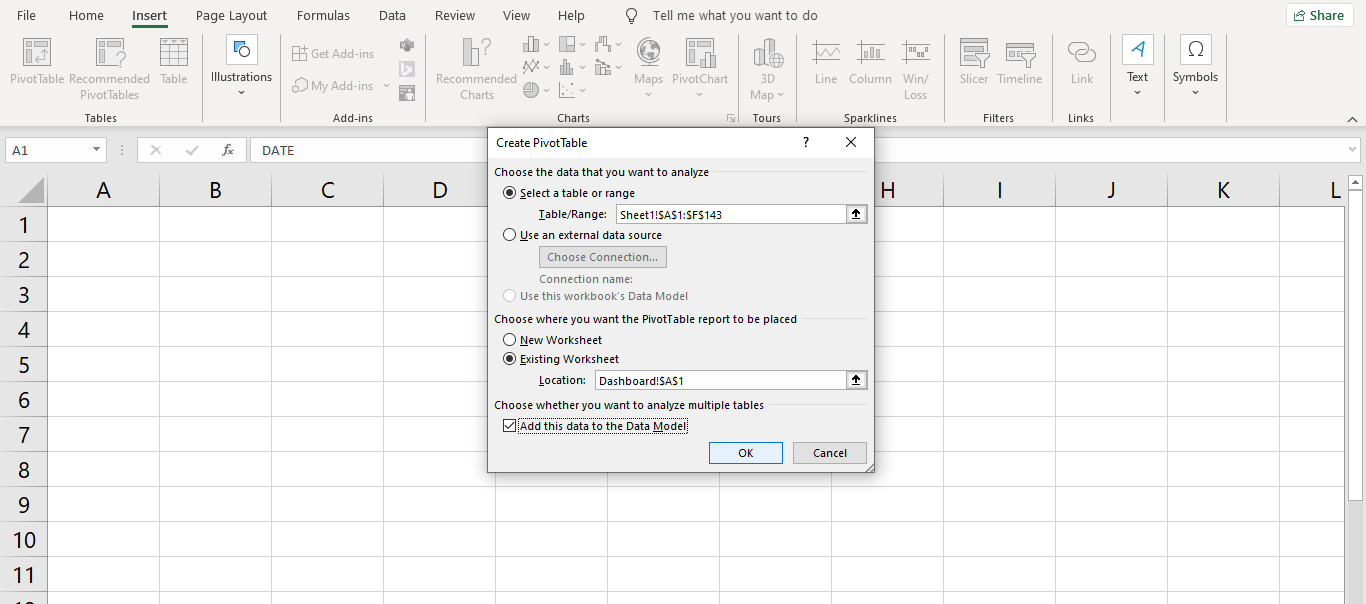 File Home Insert Page Layout Formulas Data Review View Help Tell me what you want to do Share
PivotTable Recommended PivotTables Table
Illustrations
Get Add-ins
My Add-ins
Recommended Charts
Maps PivotChart
3D Map
Line Column Win/Loss
Slicer Timeline
Link
Text
Symbols
Tables Add-ins Charts Tours Sparklines Filters Links
A1 fx DATE
A B C D H I J K L
Create PivotTable ?
Choose the data that you want to analyze
Select a table or range
Table/Range: Sheet1!$A$1:$F$143
Use an external data source
Choose Connection...
Connection name:
Use this workbook's Data Model
Choose where you want the PivotTable report to be placed
New Worksheet
Existing Worksheet
Location: Dashboard!$A$1
Choose whether you want to analyze multiple tables
Add this data to the Data Model
OK Cancel
1
2
3
4
5
6
7
8
9
10
11